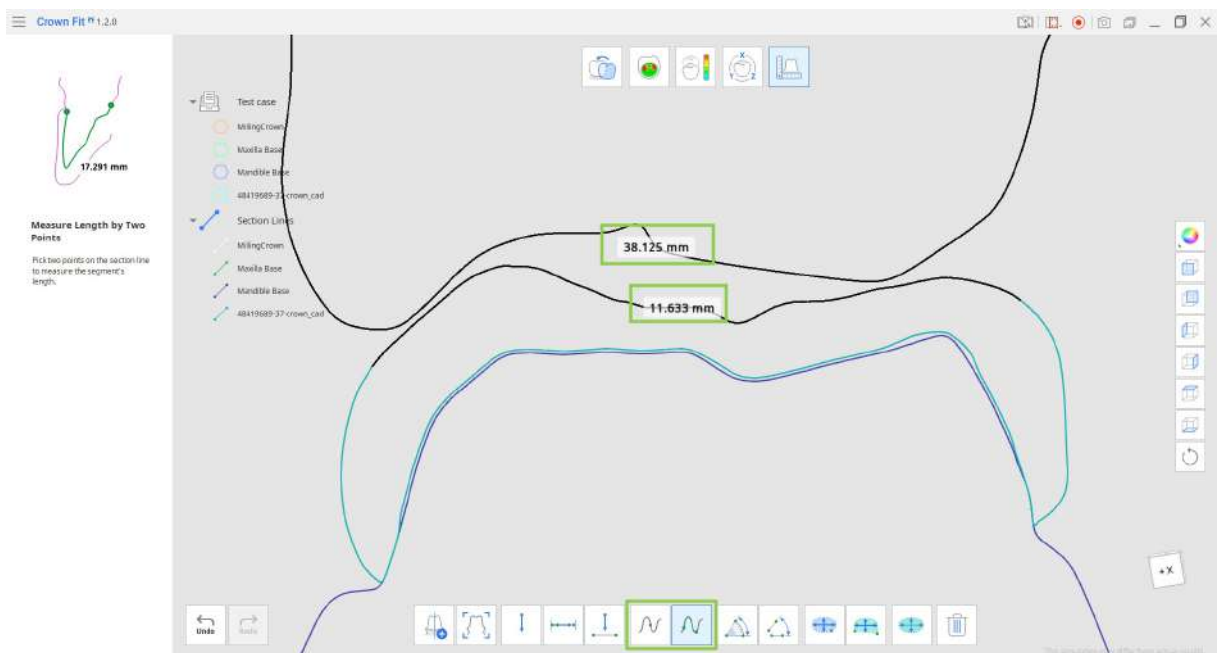 Crown Fit 1.2.0
17.291 mm
Measure Length by Two
Points
Pick two points on the section line
to measure the segment's
length.
Test case
MilingCrown
Maxilla Base
Mandible Base
48419689-37-crown_cad
Section Lines
MilingCrown
Maxilla Base
Mandible Base
48419689-37-crown_cad
X
Y
Z
38.125 mm
11.633 mm
+X
Undo
Redo